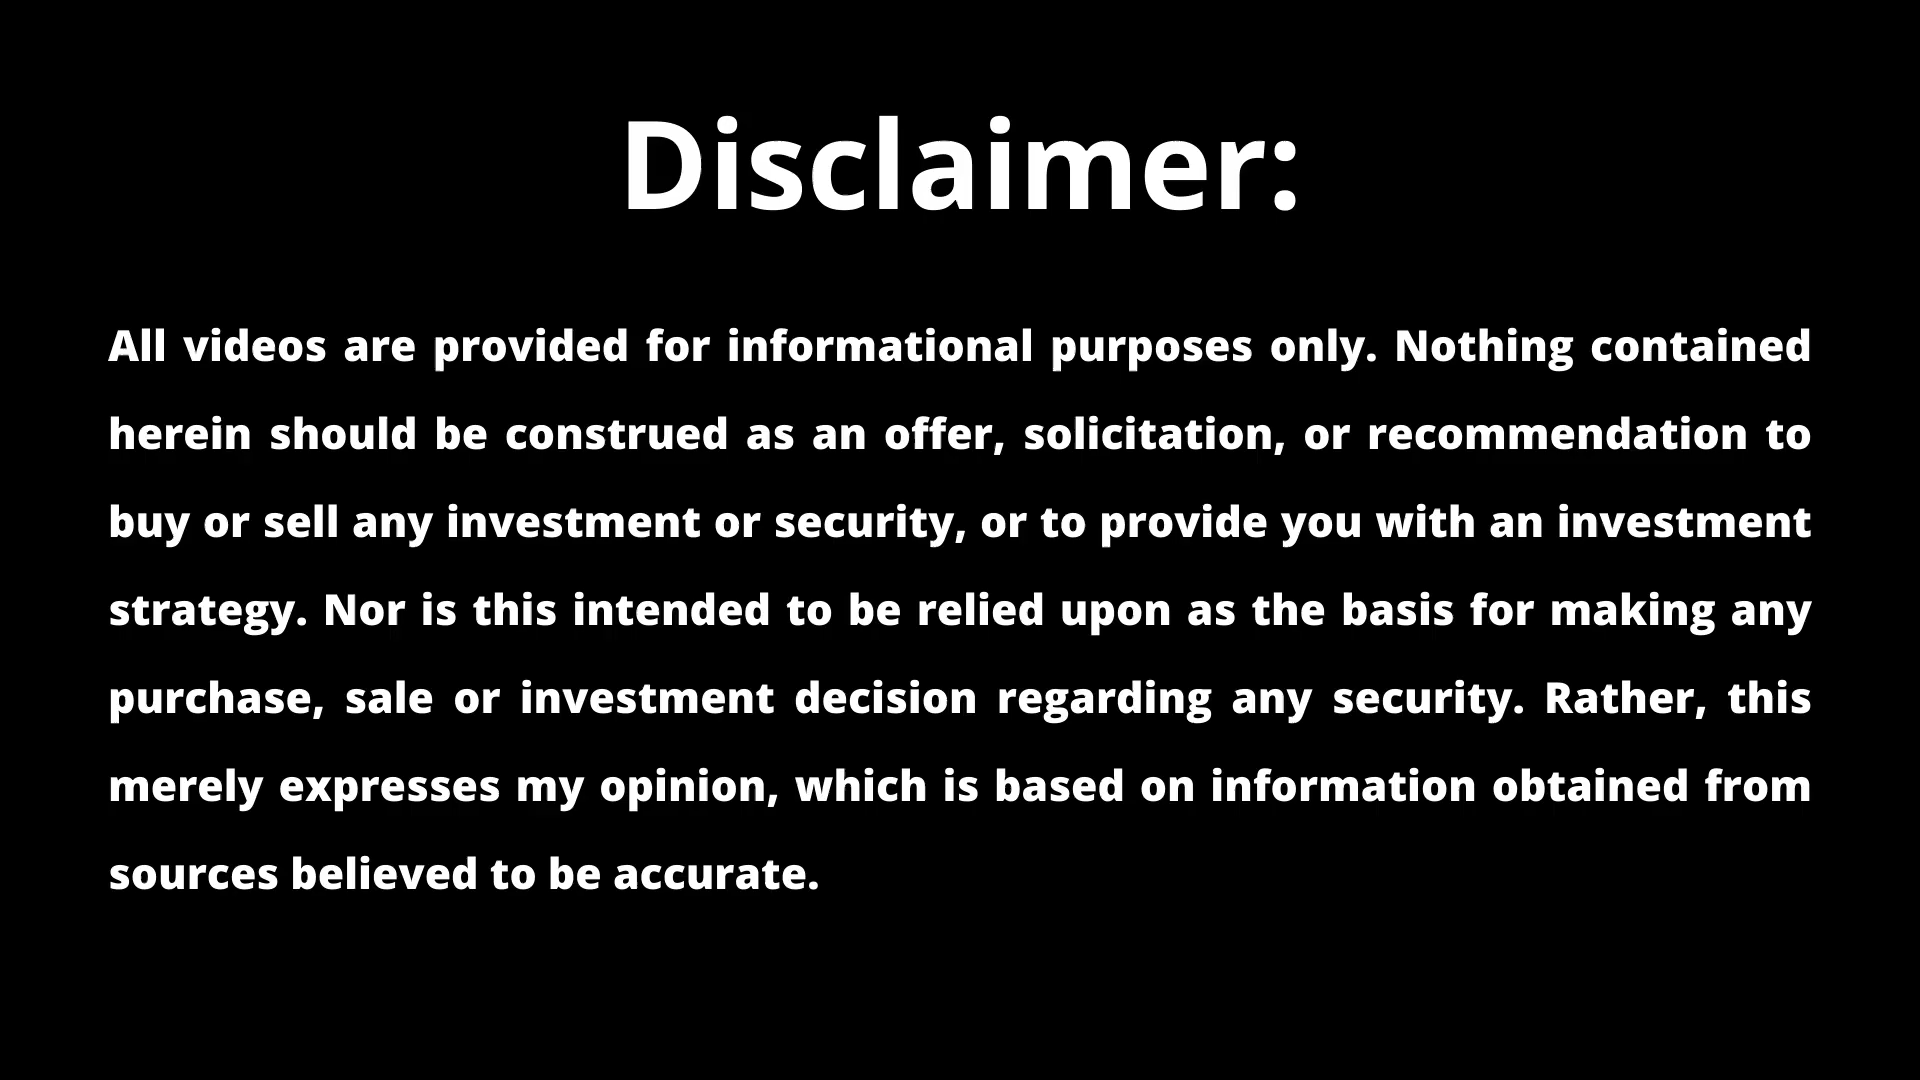 Disclaimer:
All videos are provided for informational purposes only. Nothing contained
herein should be construed as an offer, solicitation, or recommendation to
buy or sell any investment or security, or to provide you with an investment
strategy. Nor is this intended to be relied upon as the basis for making any
purchase, sale or investment decision regarding any security. Rather, this
merely expresses my opinion, which is based on information obtained from
sources believed to be accurate.